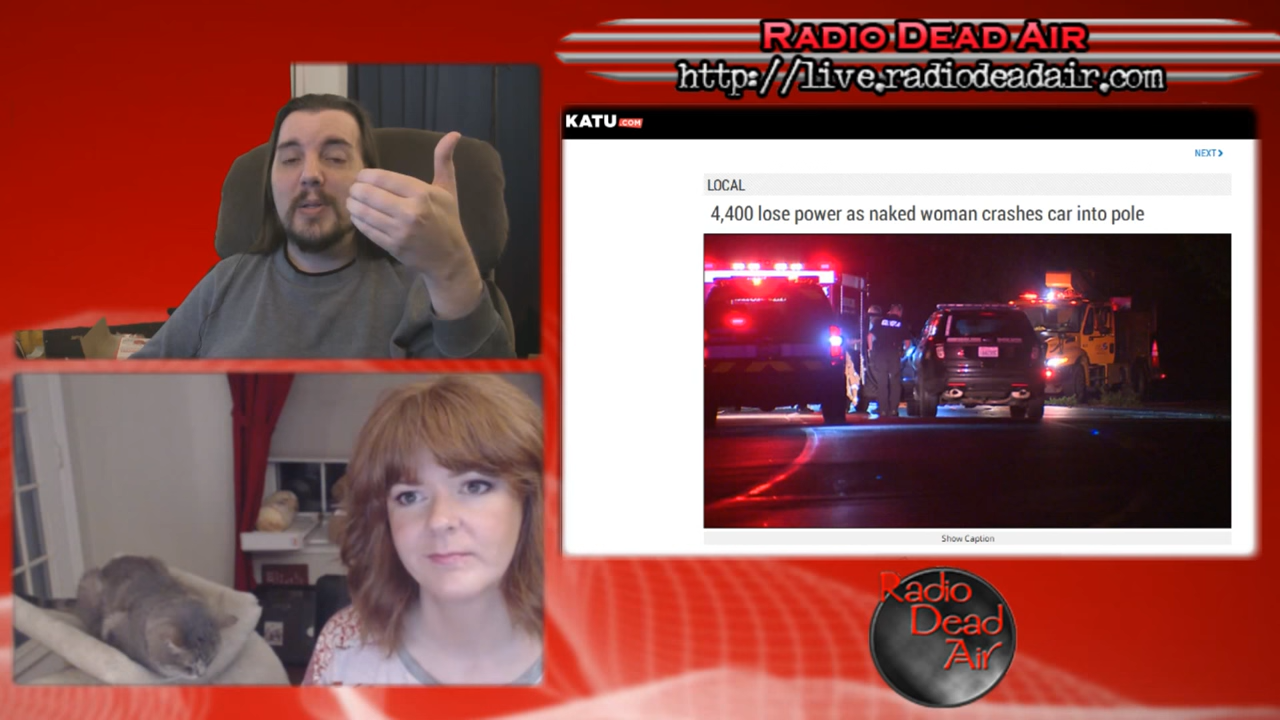 RADIO DEAD AIR
http://live.radiodeadair.com
KATU.COM
NEXT >
LOCAL
4,400 lose power as naked woman crashes car into pole
Show Caption
Radio
Dead
Air